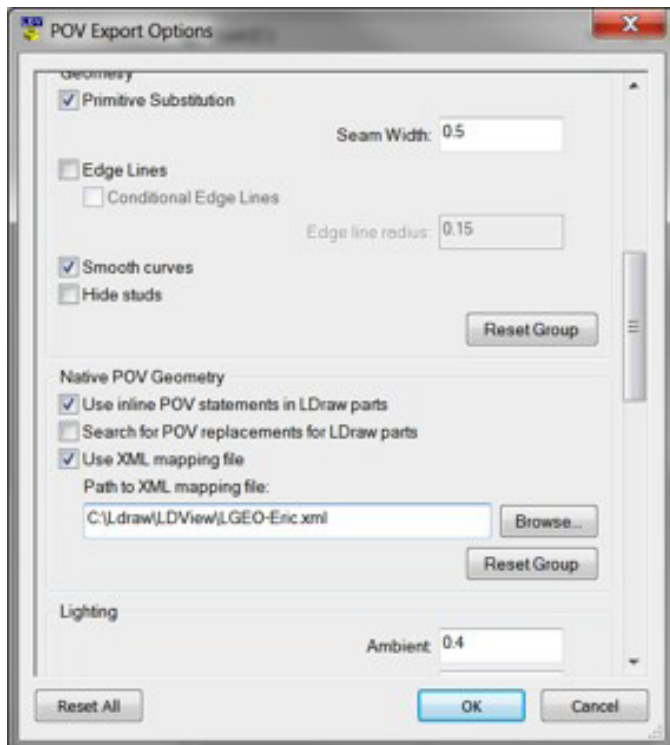 LDV
POV Export Options
Geometry
Primitive Substitution
Seam Width: 0.5
Edge Lines
Conditional Edge Lines
Edge line radius: 0.15
Smooth curves
Hide studs
Reset Group
Native POV Geometry
Use inline POV statements in LDraw parts
Search for POV replacements for LDraw parts
Use XML mapping file
Path to XML mapping file:
C:\Ldraw\LDView\LGEO-Eric.xml Browse...
Reset Group
Lighting
Ambient: 0.4
Reset All OK Cancel